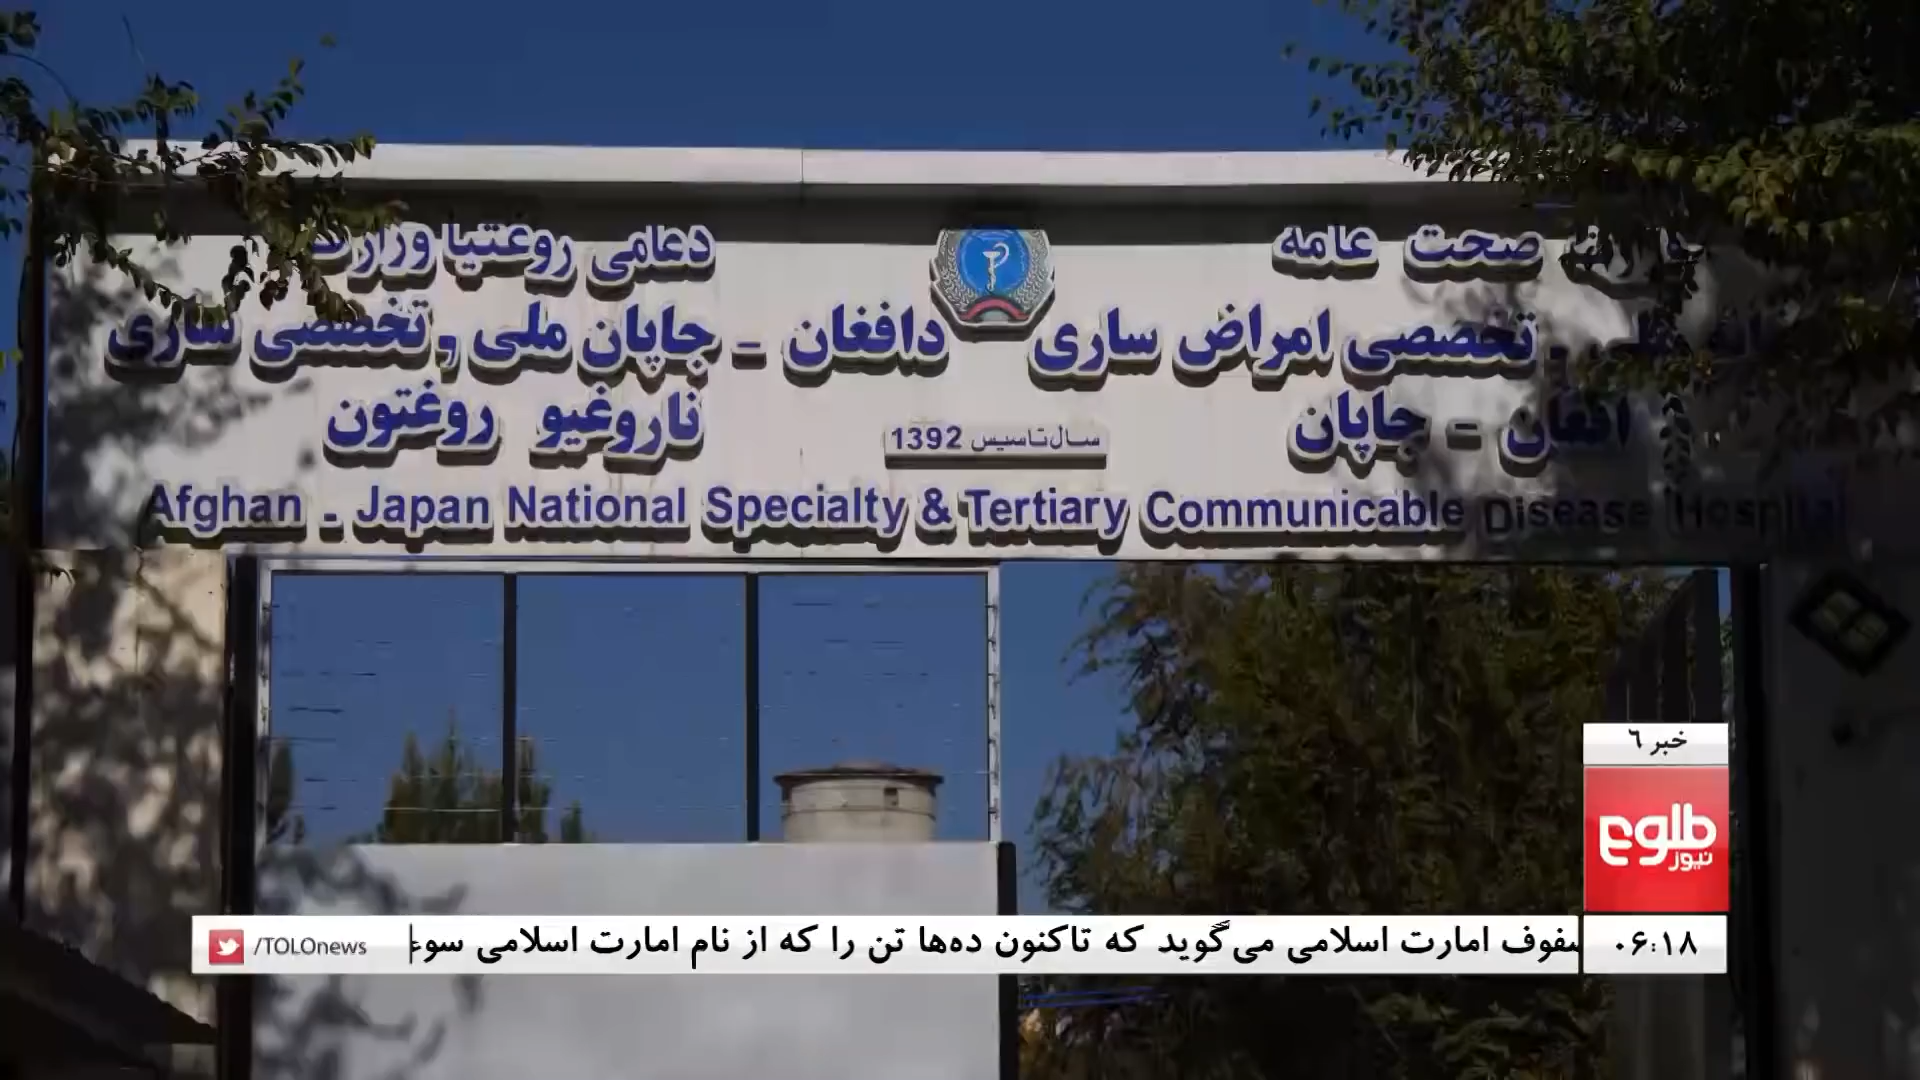 صحت عامه
دعامی روغتیا وزارت
تخصصی امراض ساری
افغان - جاپان
دافغان - جاپان ملی و تخصصی ساری
ناروغیو روغتون
سال تاسیس 1392
Afghan - Japan National Specialty & Tertiary Communicable Disease Hospital
خبر ٦
طلوع
نیوز
۰۶:۱۸
امارت اسلامی می‌گوید که تاکنون ده‌ها تن را که از نام امارت اسلامی
/TOLOnews